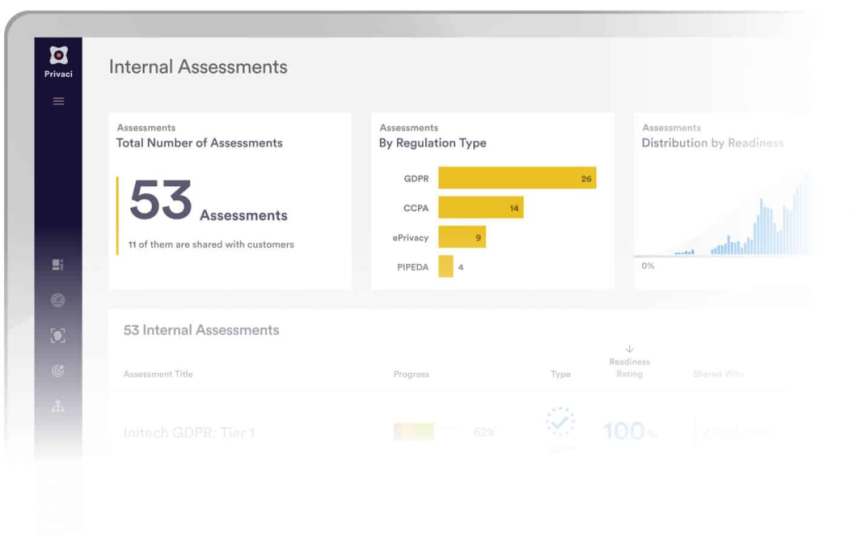 Privaci
Internal Assessments
Assessments
Total Number of Assessments
53 Assessments
11 of them are shared with customers
Assessments
By Regulation Type
GDPR 26
CCPA 14
ePrivacy 9
PIPEDA 4
Assessments
Distribution by Readiness
0%
53 Internal Assessments
Assessment Title
Progress
Type
Readiness
Rating
Shared With
Initech GDPR: Tier 1
62%
100%